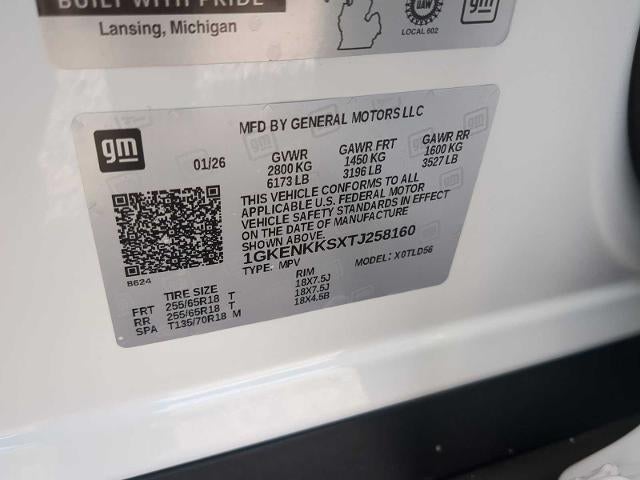 BUILT WITH PRIDE
Lansing, Michigan
UAW
LOCAL 602
gm
gm
MFD BY GENERAL MOTORS LLC
01/26
GVWR GAWR FRT GAWR RR
2800 KG 1450 KG 1600 KG
6173 LB 3196 LB 3527 LB
THIS VEHICLE CONFORMS TO ALL
APPLICABLE U.S. FEDERAL MOTOR
VEHICLE SAFETY STANDARDS IN EFFECT
ON THE DATE OF MANUFACTURE
SHOWN ABOVE.
1GKENKKSXTJ258160
TYPE: MPV MODEL: X0TLD56
B624
TIRE SIZE RIM
FRT 255/65R18 T 18X7.5J
RR 255/65R18 T 18X7.5J
SPA T135/70R18 M 18X4.5B